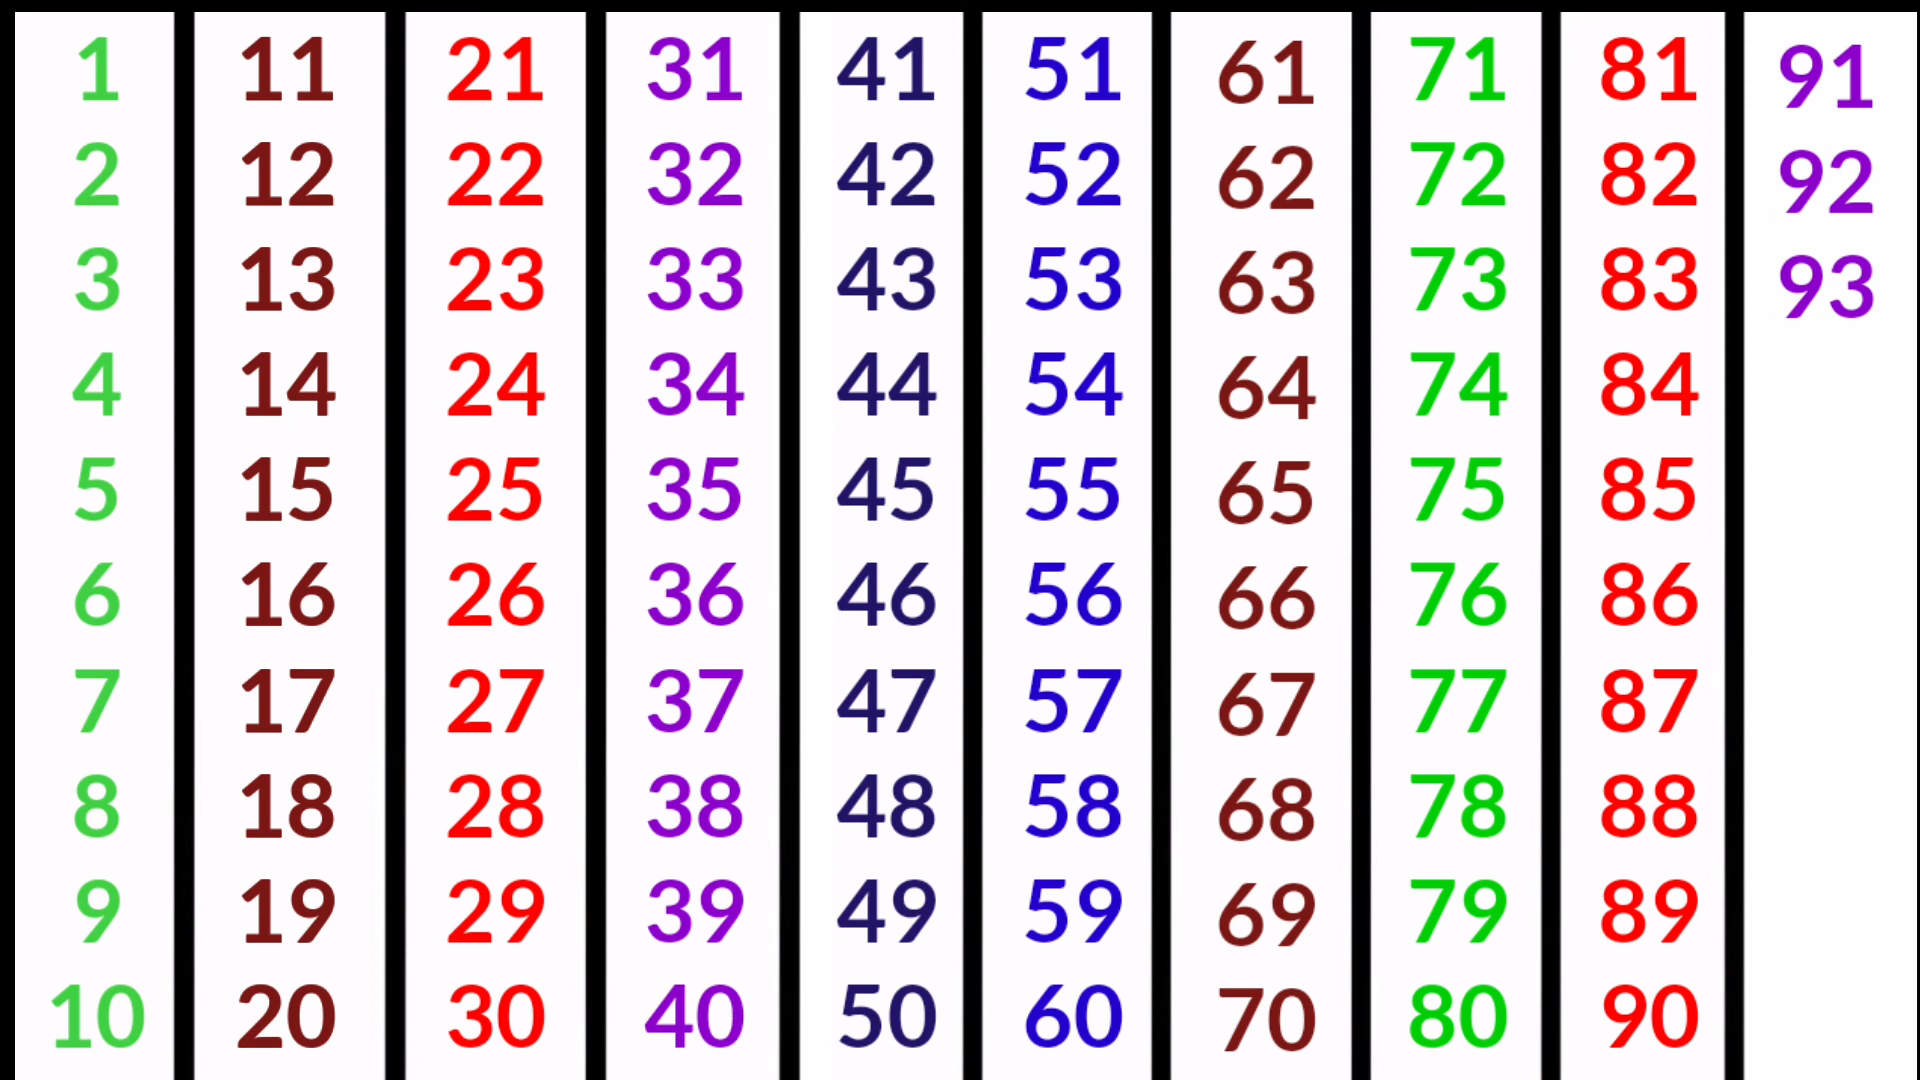 1 11 21 31 41 51 61 71 81 91
2 12 22 32 42 52 62 72 82 92
3 13 23 33 43 53 63 73 83 93
4 14 24 34 44 54 64 74 84
5 15 25 35 45 55 65 75 85
6 16 26 36 46 56 66 76 86
7 17 27 37 47 57 67 77 87
8 18 28 38 48 58 68 78 88
9 19 29 39 49 59 69 79 89
10 20 30 40 50 60 70 80 90